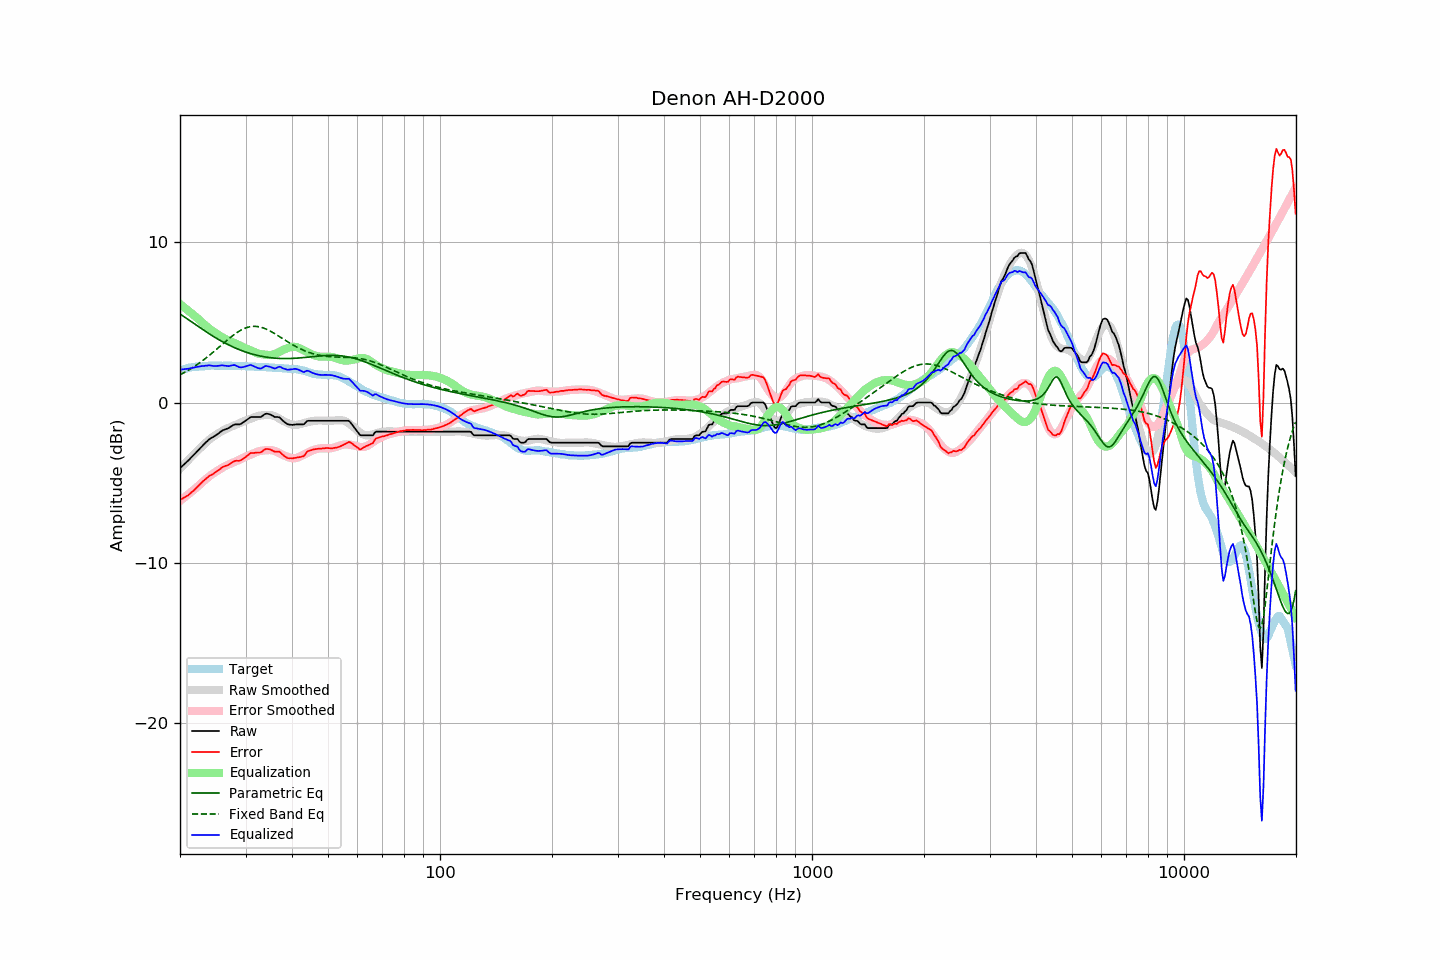 Denon AH-D2000
Amplitude (dBr)
10
0
−10
−20
Target
Raw Smoothed
Error Smoothed
Raw
Error
Equalization
Parametric Eq
Fixed Band Eq
Equalized
100
1000
10000
Frequency (Hz)